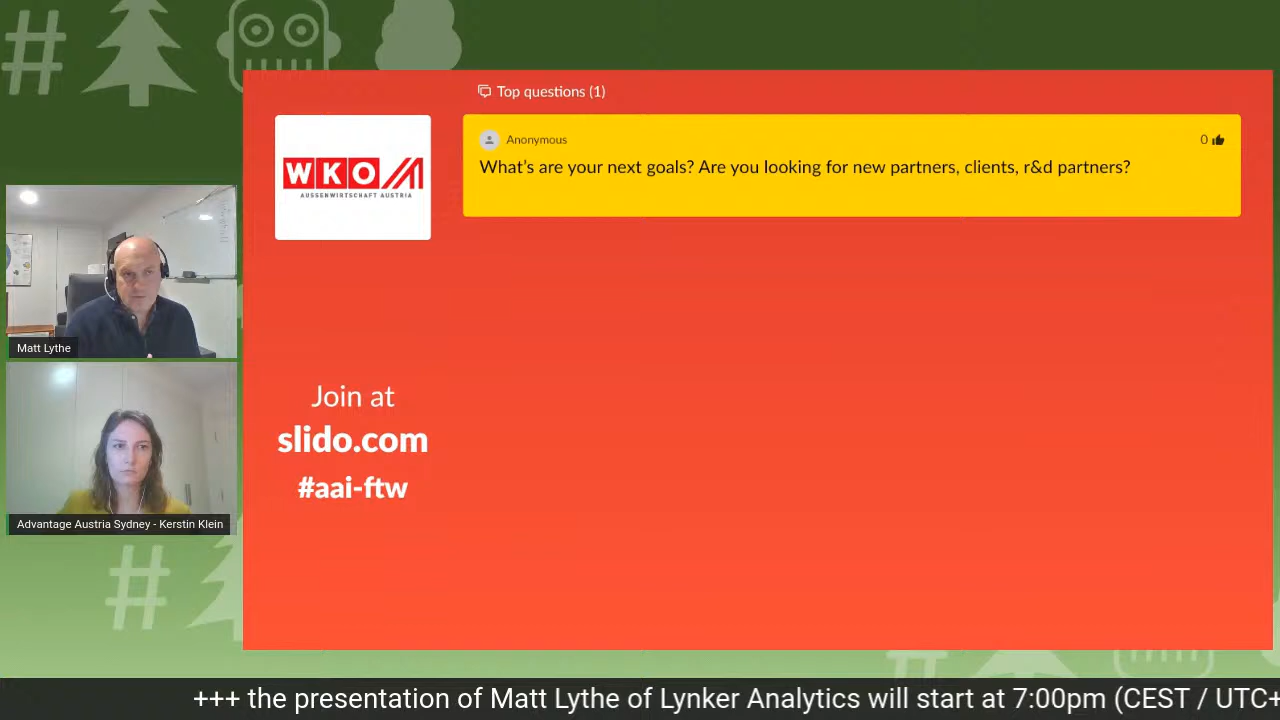 Top questions (1)
WKO
AUSSENWIRTSCHAFT AUSTRIA
Anonymous
0
What's are your next goals? Are you looking for new partners, clients, r&d partners?
Matt Lythe
Join at
slido.com
#aai-ftw
Advantage Austria Sydney - Kerstin Klein
+++ the presentation of Matt Lythe of Lynker Analytics will start at 7:00pm (CEST / UTC+